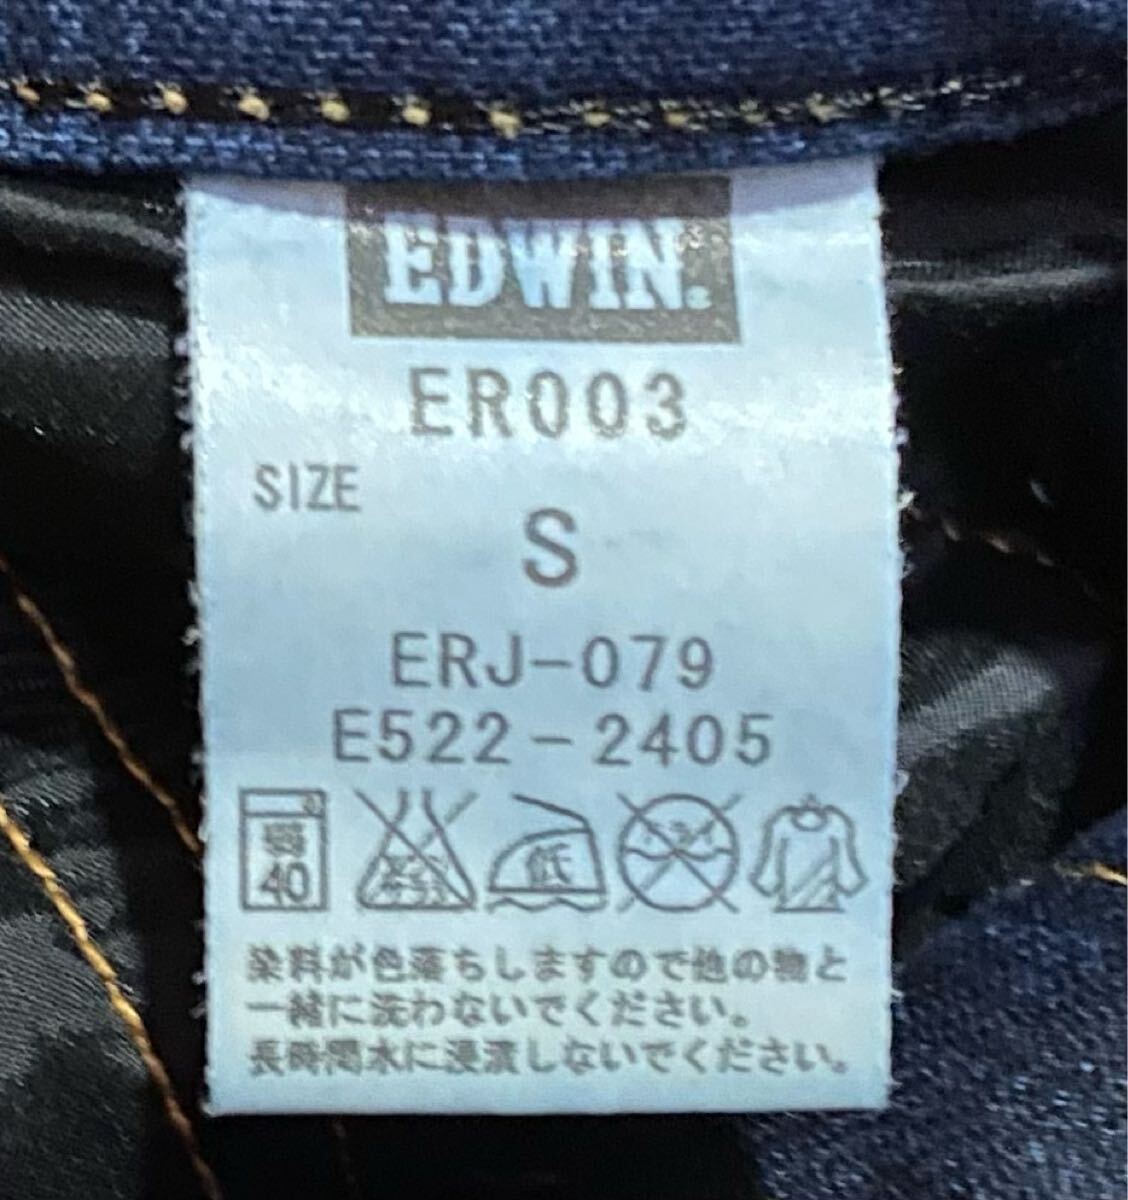 EDWIN®
ER003
SIZE
S
ERJ-079
E522-2405
40 低
染料が色落ちしますので他の物と
一緒に洗わないでください。
長時間水に浸漬しないでください。